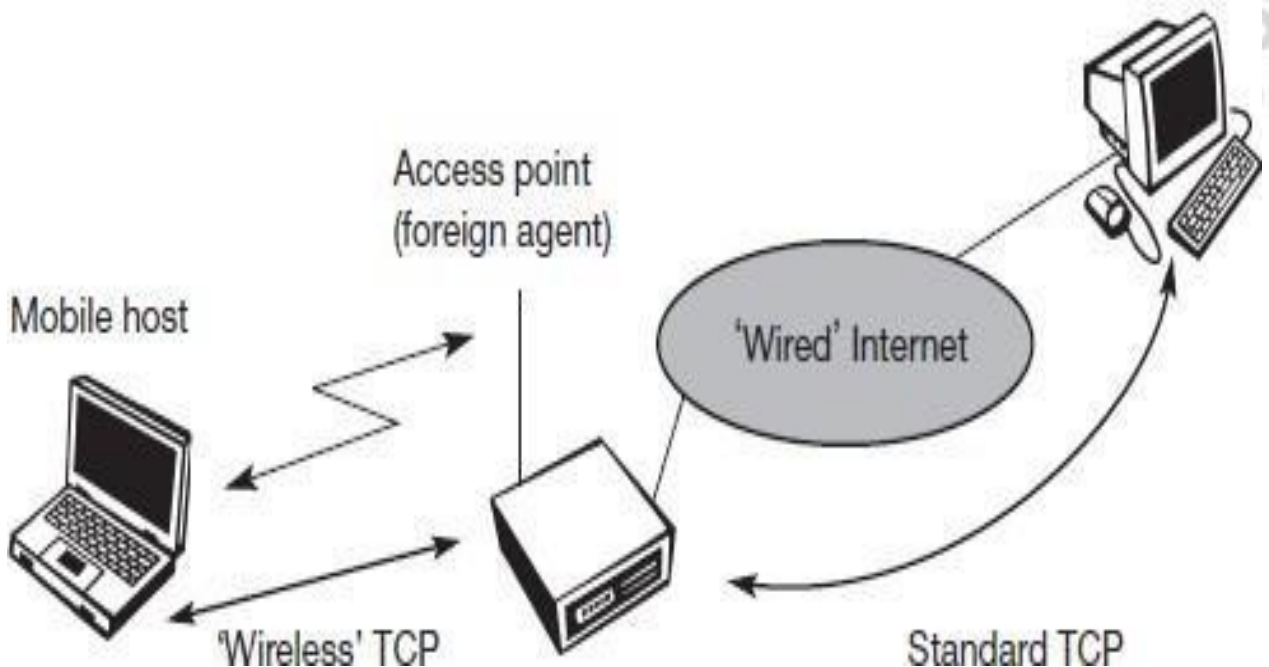 Access point
(foreign agent)
Mobile host
'Wired' Internet
'Wireless' TCP
Standard TCP